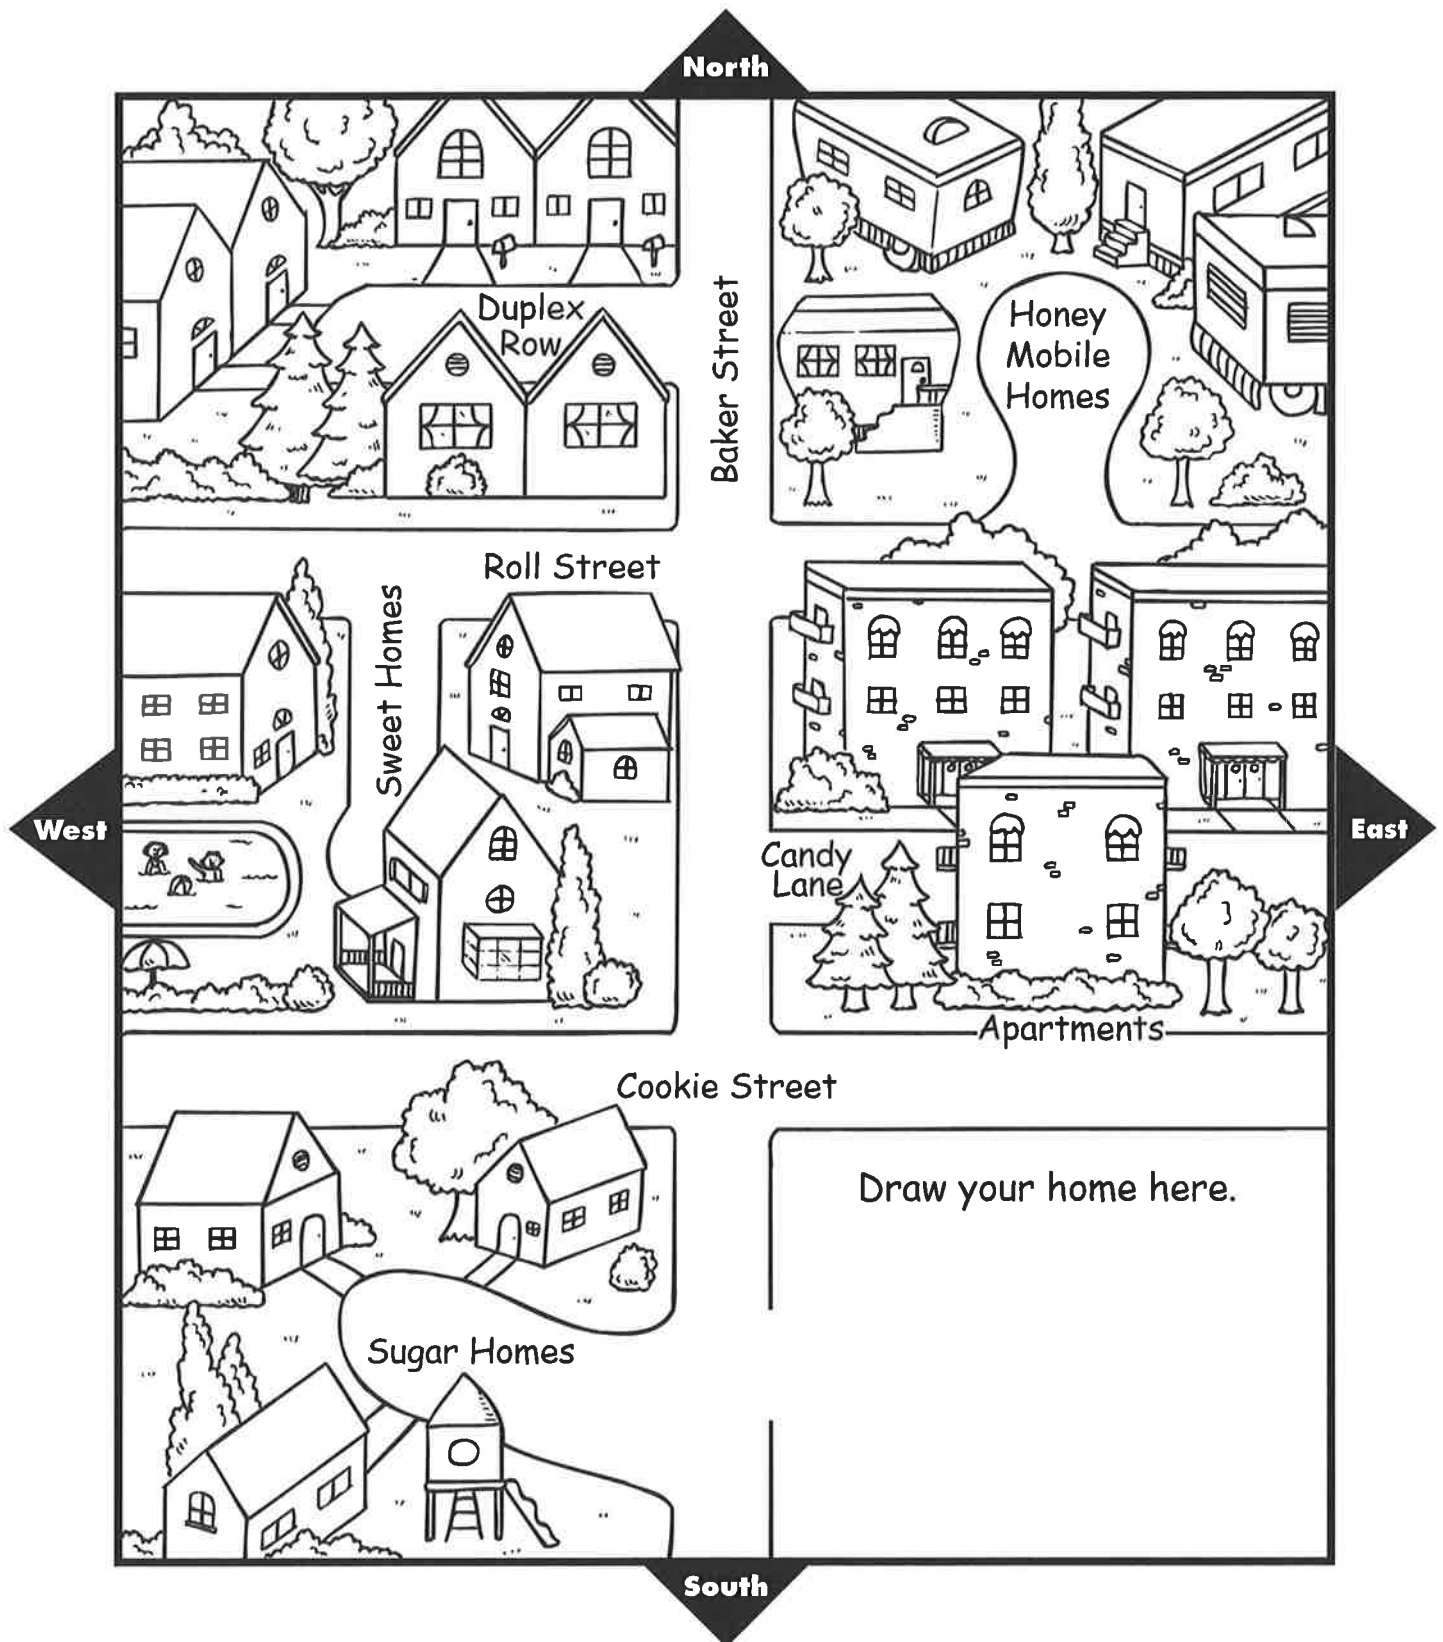 North
Duplex
Row
Baker Street
Honey
Mobile
Homes
Roll Street
Sweet Homes
West
East
Candy
Lane
Apartments
Cookie Street
Draw your home here.
Sugar Homes
South